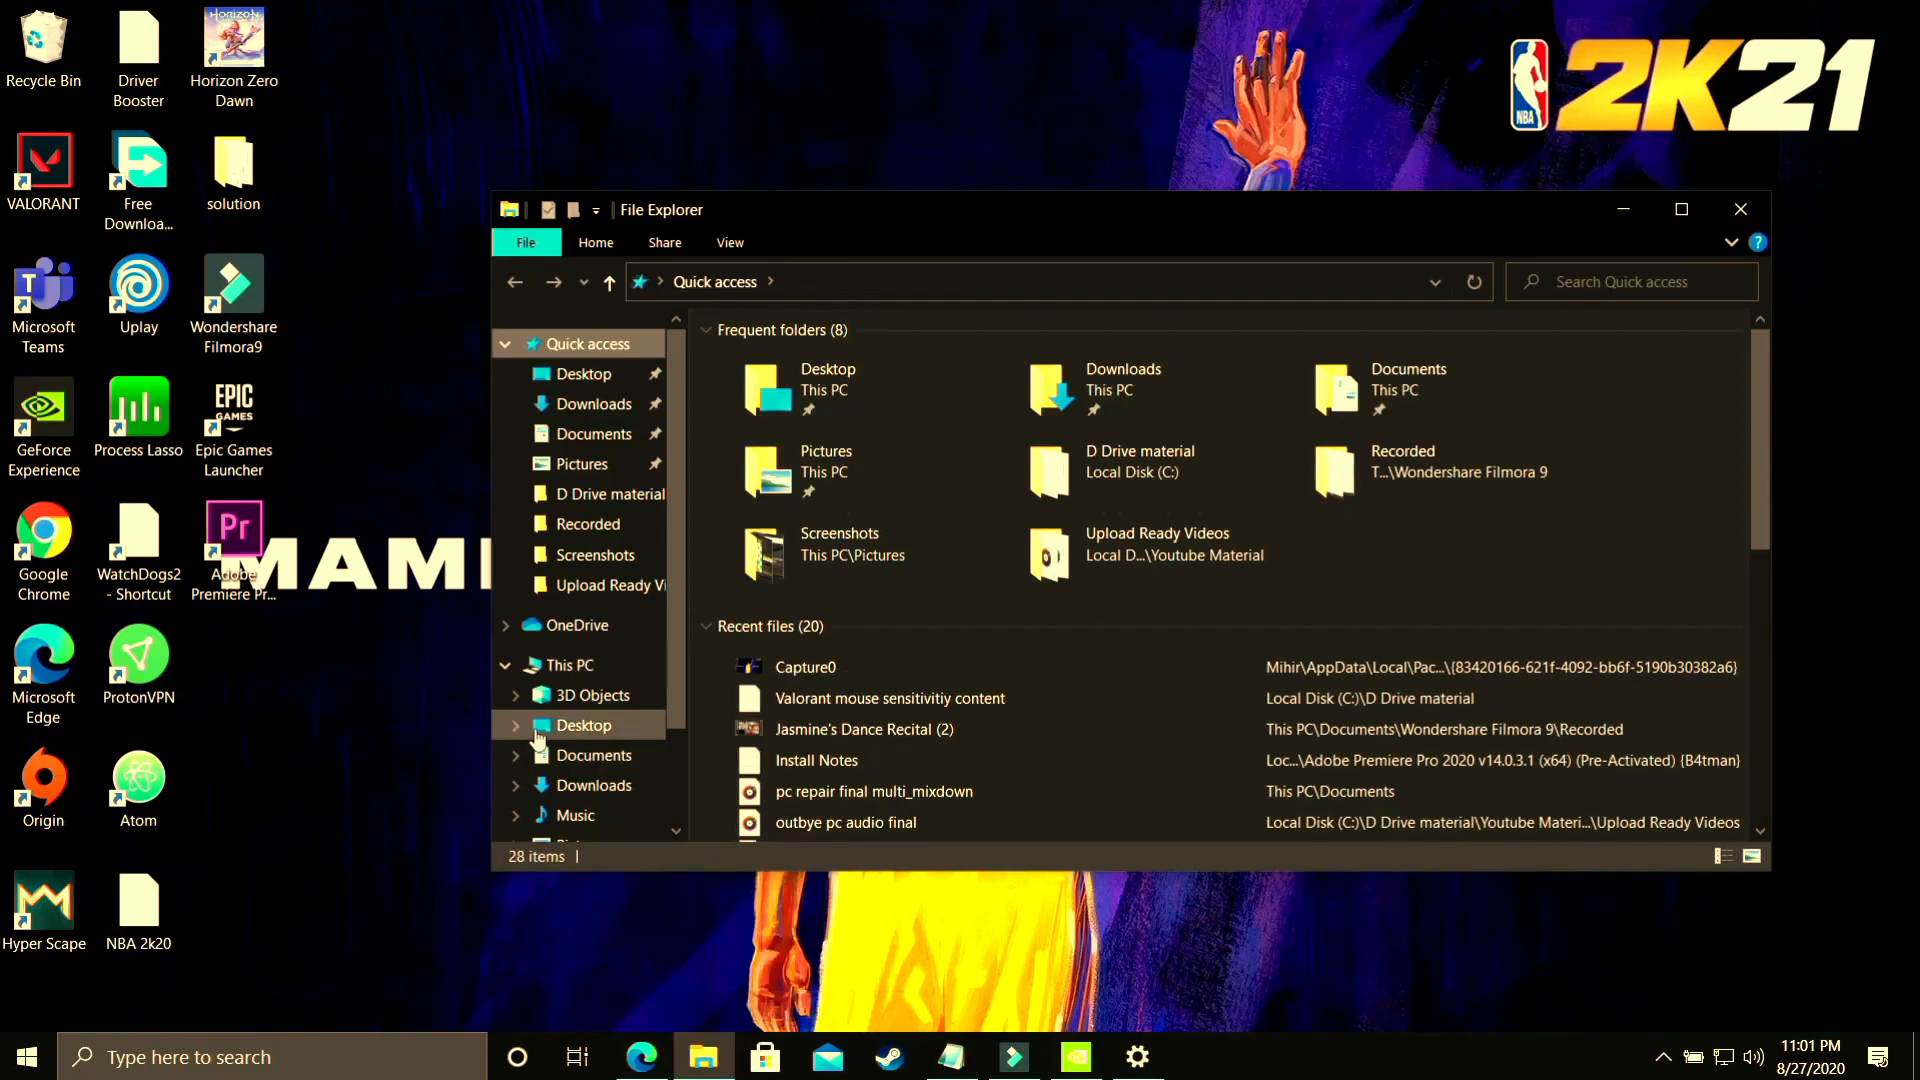 Recycle Bin
Driver
Booster
Horizon Zero
Dawn
HORIZON
VALORANT
Free
Downloa...
solution
Microsoft
Teams
Uplay
Wondershare
Filmora9
GeForce
Experience
Process Lasso
EPIC
GAMES
Epic Games
Launcher
Google
Chrome
WatchDogs2
- Shortcut
Pr
Adobe
Premiere Pr...
Microsoft
Edge
ProtonVPN
Origin
Atom
Hyper Scape
NBA 2k20
MAM
NBA
2K21
File Explorer
File
Home
Share
View
Quick access
Search Quick access
Quick access
Desktop
Downloads
Documents
Pictures
D Drive material
Recorded
Screenshots
Upload Ready Vi
OneDrive
This PC
3D Objects
Desktop
Documents
Downloads
Music
Frequent folders (8)
Desktop
This PC
Downloads
This PC
Documents
This PC
Pictures
This PC
D Drive material
Local Disk (C:)
Recorded
T...\Wondershare Filmora 9
Screenshots
This PC\Pictures
Upload Ready Videos
Local D...\Youtube Material
Recent files (20)
Capture0
Mihir\AppData\Local\Pac...\{83420166-621f-4092-bb6f-5190b30382a6}
Valorant mouse sensitivitiy content
Local Disk (C:)\D Drive material
Jasmine's Dance Recital (2)
This PC\Documents\Wondershare Filmora 9\Recorded
Install Notes
Loc...\Adobe Premiere Pro 2020 v14.0.3.1 (x64) (Pre-Activated) {B4tman}
pc repair final multi_mixdown
This PC\Documents
outbye pc audio final
Local Disk (C:)\D Drive material\Youtube Materi...\Upload Ready Videos
28 items
Type here to search
11:01 PM
8/27/2020